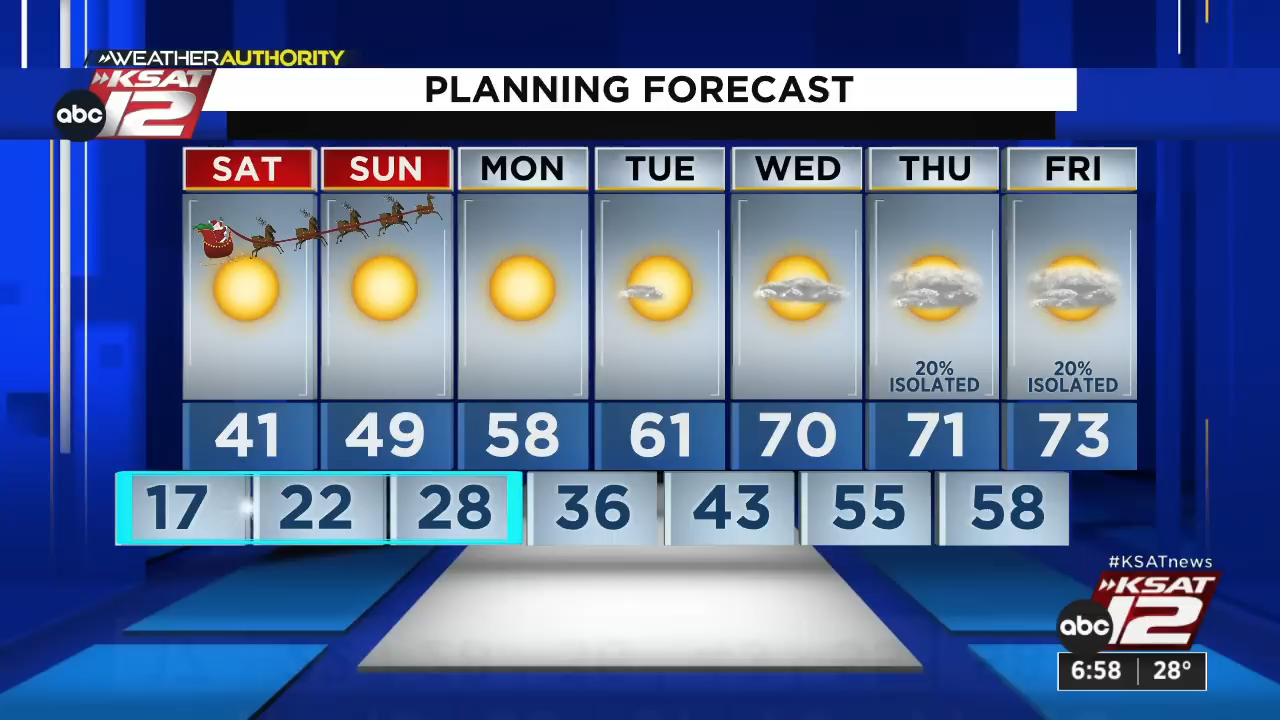 WEATHERAUTHORITY
KSAT
abc 12
PLANNING FORECAST
SAT SUN MON TUE WED THU FRI
20% 20%
ISOLATED ISOLATED
41 49 58 61 70 71 73
17 22 28 36 43 55 58
#KSATnews
KSAT
abc 12
6:58 28°